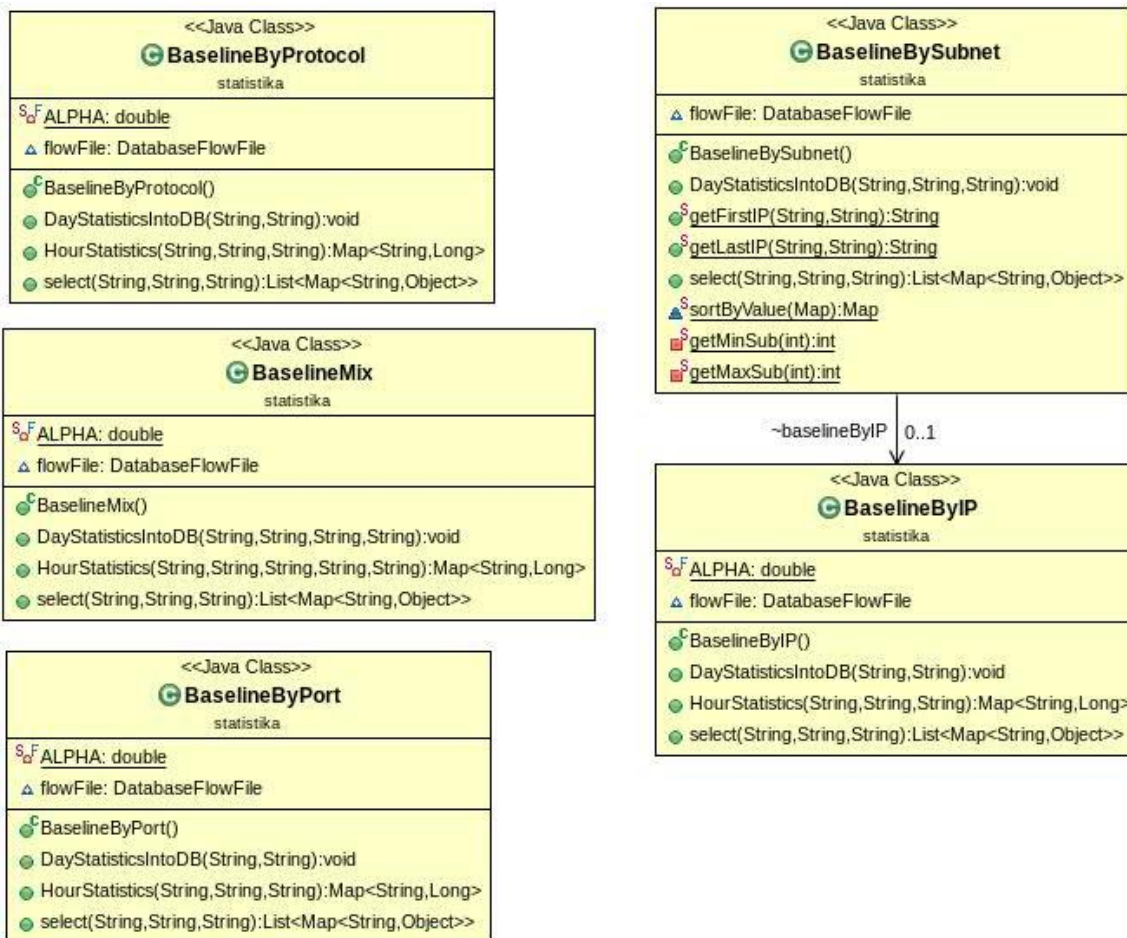 <<Java Class>>
BaselineByProtocol
statistika
ALPHA: double
flowFile: DatabaseFlowFile
BaselineByProtocol()
DayStatisticsIntoDB(String,String):void
HourStatistics(String,String,String):Map<String,Long>
select(String,String,String):List<Map<String,Object>>
<<Java Class>>
BaselineMix
statistika
ALPHA: double
flowFile: DatabaseFlowFile
BaselineMix()
DayStatisticsIntoDB(String,String,String,String):void
HourStatistics(String,String,String,String,String):Map<String,Long>
select(String,String,String):List<Map<String,Object>>
<<Java Class>>
BaselineByPort
statistika
ALPHA: double
flowFile: DatabaseFlowFile
BaselineByPort()
DayStatisticsIntoDB(String,String):void
HourStatistics(String,String,String):Map<String,Long>
select(String,String,String):List<Map<String,Object>>
<<Java Class>>
BaselineBySubnet
statistika
flowFile: DatabaseFlowFile
BaselineBySubnet()
DayStatisticsIntoDB(String,String,String):void
getFirstIP(String,String):String
getLastIP(String,String):String
select(String,String,String):List<Map<String,Object>>
sortByValue(Map):Map
getMinSub(int):int
getMaxSub(int):int
~baselineByIP 0..1
<<Java Class>>
BaselineByIP
statistika
ALPHA: double
flowFile: DatabaseFlowFile
BaselineByIP()
DayStatisticsIntoDB(String,String):void
HourStatistics(String,String,String):Map<String,Long>
select(String,String,String):List<Map<String,Object>>